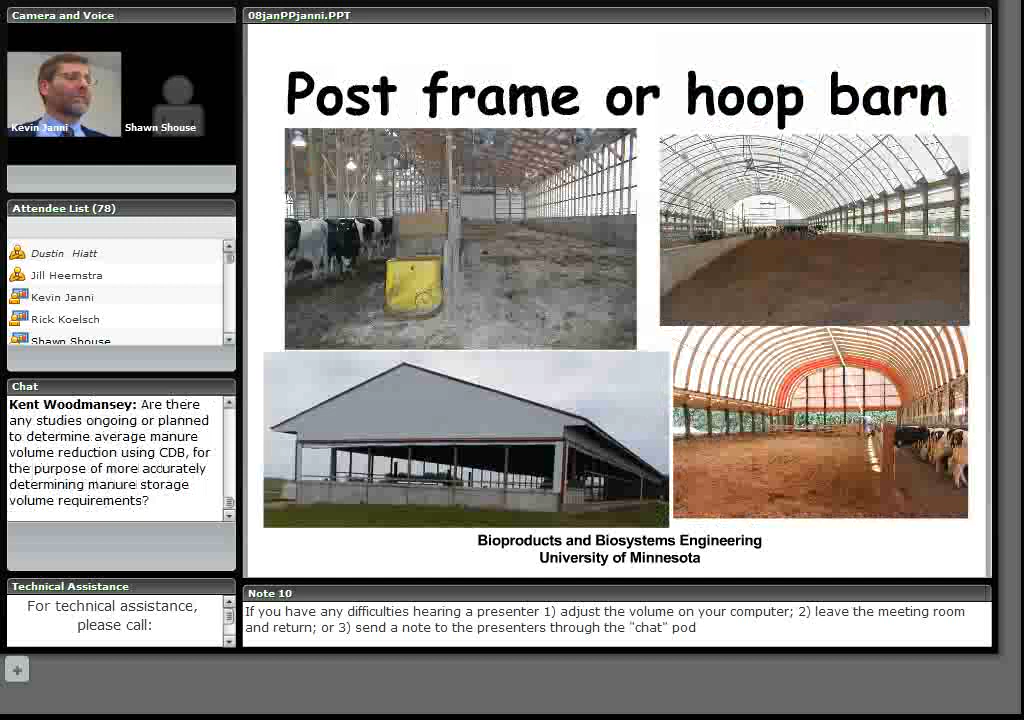 Camera and Voice
Kevin Janni
Shawn Shouse
Attendee List (78)
Dustin Hiatt
Jill Heemstra
Kevin Janni
Rick Koelsch
Shawn Shouse
Chat
Kent Woodmansey: Are there
any studies ongoing or planned
to determine average manure
volume reduction using CDB, for
the purpose of more accurately
determining manure storage
volume requirements?
Technical Assistance
For technical assistance,
please call:
08janPPjanni.PPT
Post frame or hoop barn
Bioproducts and Biosystems Engineering
University of Minnesota
Note 10
If you have any difficulties hearing a presenter 1) adjust the volume on your computer; 2) leave the meeting room
and return; or 3) send a note to the presenters through the "chat" pod